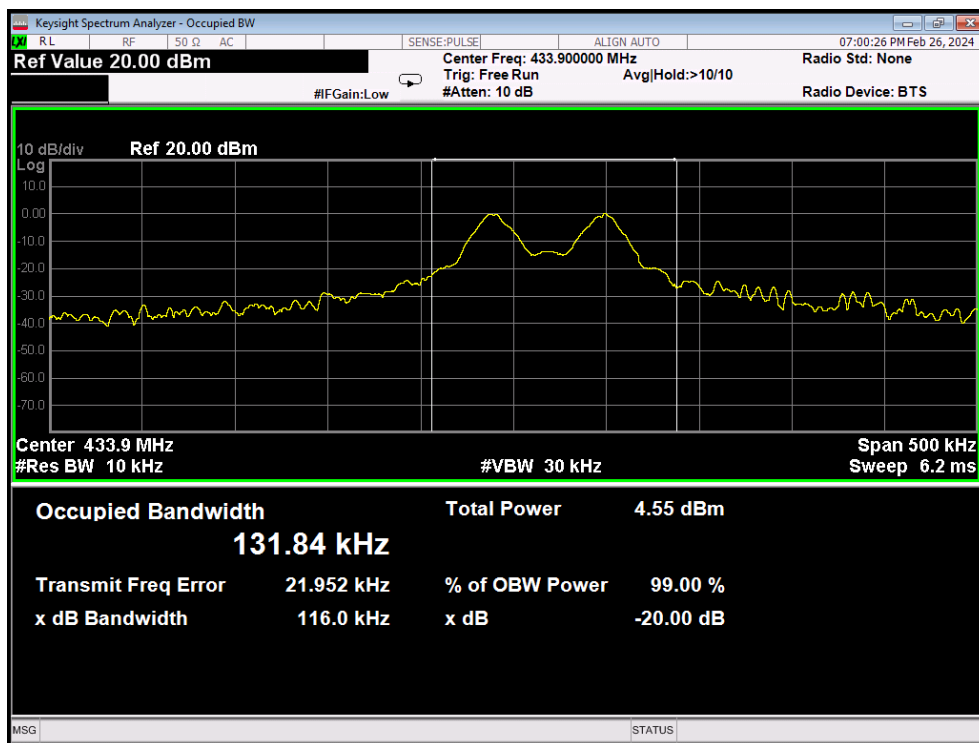 Keysight Spectrum Analyzer - Occupied BW
LXI RL RF 50 Ω AC SENSE:PULSE ALIGN AUTO 07:00:26 PM Feb 26, 2024
Ref Value 20.00 dBm Center Freq: 433.900000 MHz Radio Std: None
Trig: Free Run Avg|Hold:>10/10
#IFGain:Low #Atten: 10 dB Radio Device: BTS
10 dB/div Ref 20.00 dBm
Log
10.0
0.00
-10.0
-20.0
-30.0
-40.0
-50.0
-60.0
-70.0
Center 433.9 MHz Span 500 kHz
#Res BW 10 kHz #VBW 30 kHz Sweep 6.2 ms
Occupied Bandwidth Total Power 4.55 dBm
131.84 kHz
Transmit Freq Error 21.952 kHz % of OBW Power 99.00 %
x dB Bandwidth 116.0 kHz x dB -20.00 dB
MSG STATUS